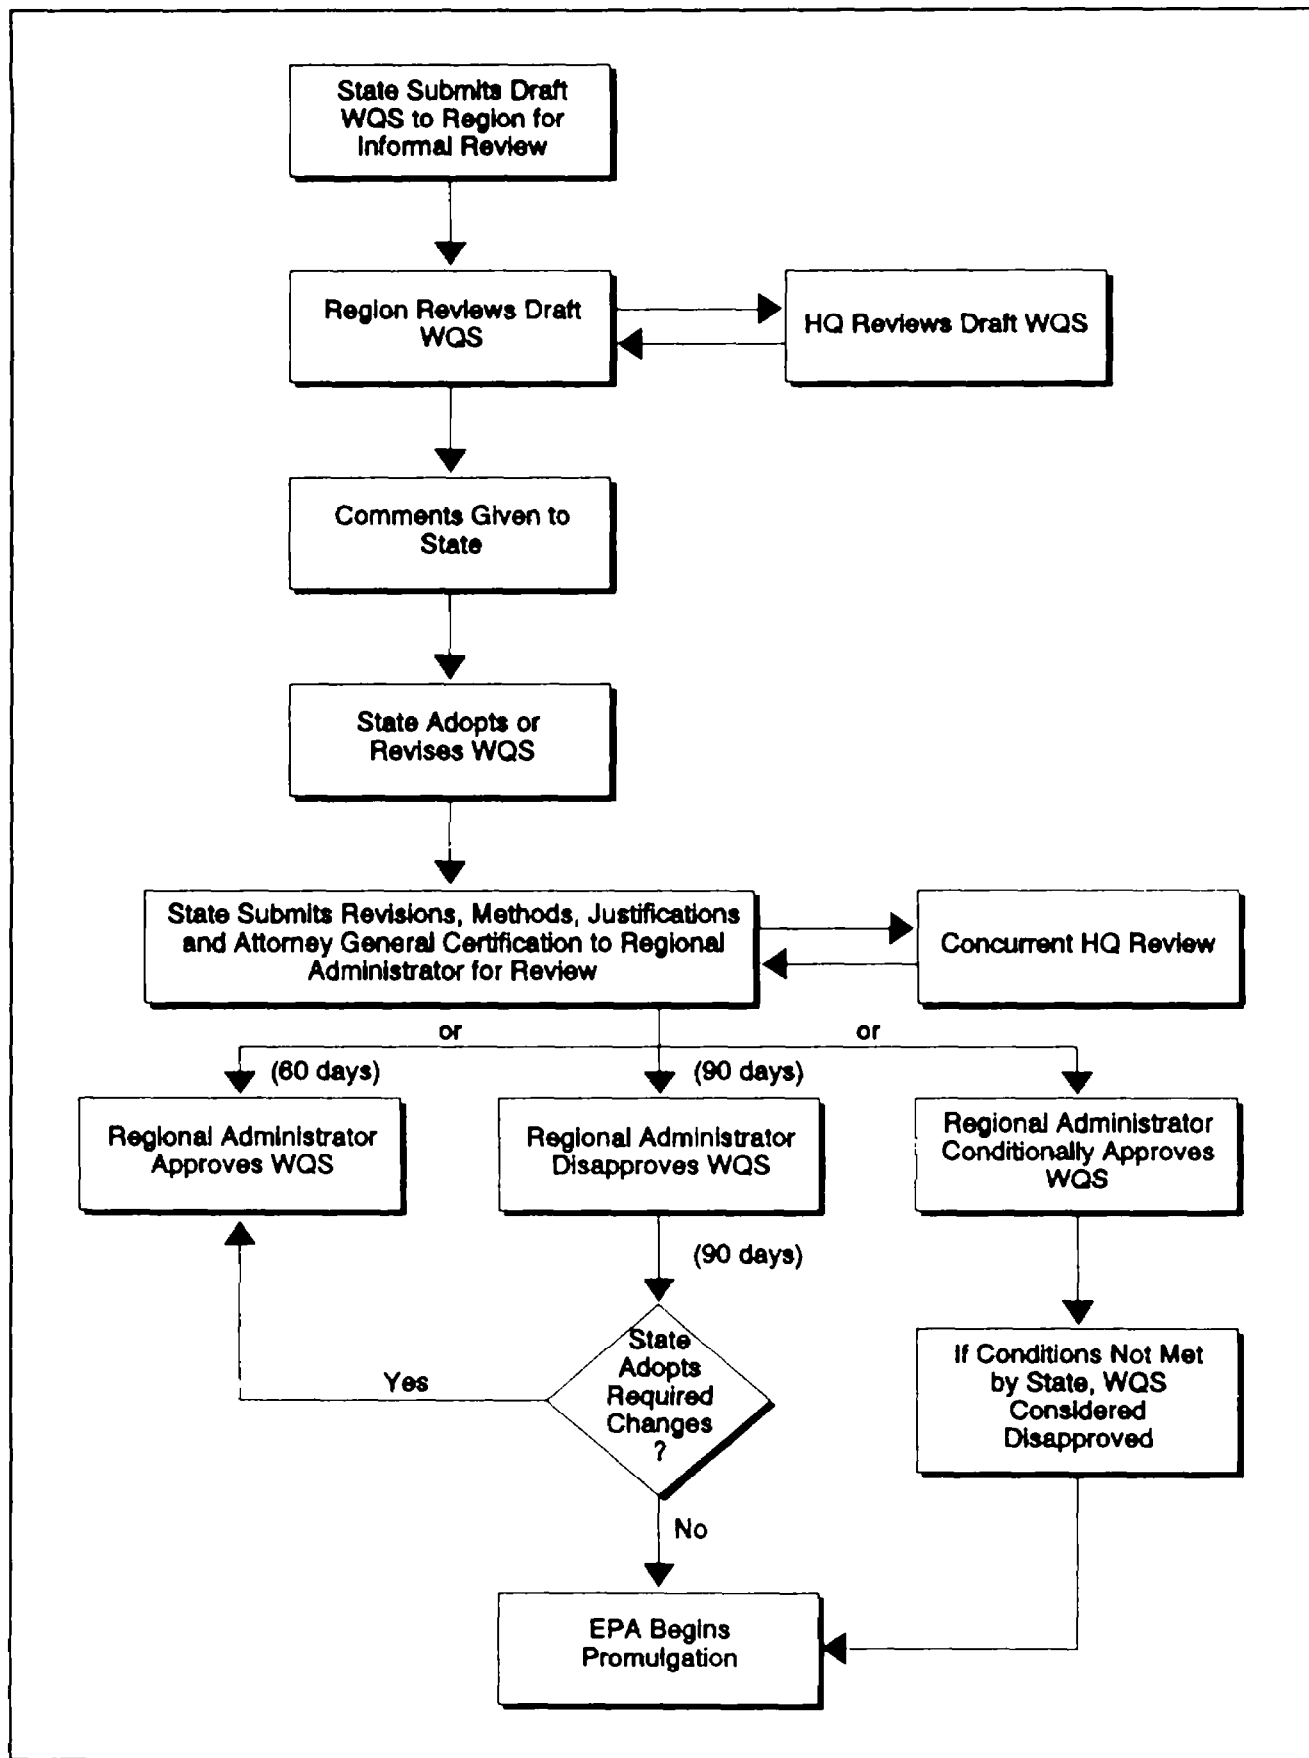 State Submits Draft
WQS to Region for
Informal Review
Region Reviews Draft
WQS
HQ Reviews Draft WQS
Comments Given to
State
State Adopts or
Revises WQS
State Submits Revisions, Methods, Justifications
and Attorney General Certification to Regional
Administrator for Review
Concurrent HQ Review
or
or
(60 days)
(90 days)
Regional Administrator
Approves WQS
Regional Administrator
Disapproves WQS
Regional Administrator
Conditionally Approves
WQS
(90 days)
State
Adopts
Required
Changes
?
Yes
If Conditions Not Met
by State, WQS
Considered
Disapproved
No
EPA Begins
Promulgation